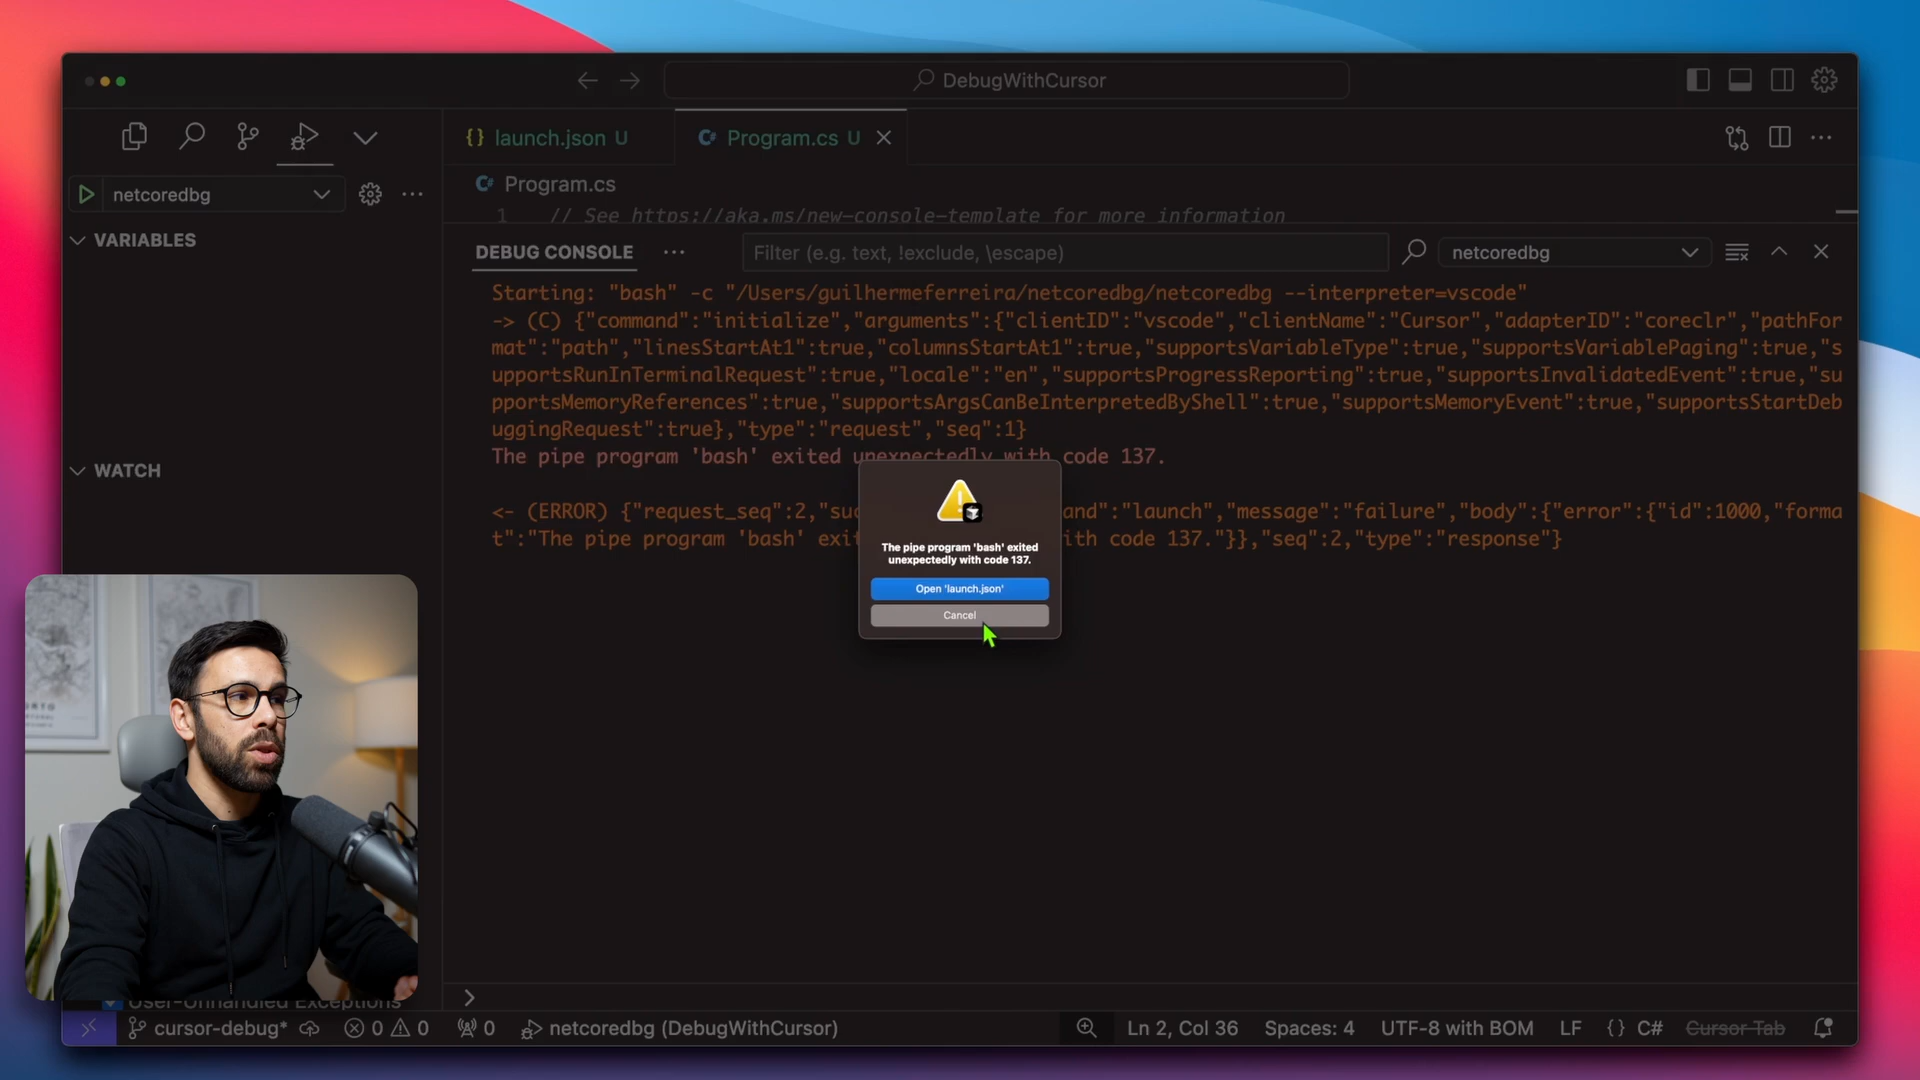 DebugWithCursor
{} launch.json U
C# Program.cs U
netcoredbg
C# Program.cs
1 // See https://aka.ms/new-console-template for more information
VARIABLES
DEBUG CONSOLE ...
Filter (e.g. text, !exclude, \escape)
netcoredbg
Starting: "bash" -c "/Users/guilhermeferreira/netcoredbg/netcoredbg --interpreter=vscode"
-> (C) {"command":"initialize","arguments":{"clientID":"vscode","clientName":"Cursor","adapterID":"coreclr","pathFor
mat":"path","linesStartAt1":true,"columnsStartAt1":true,"supportsVariableType":true,"supportsVariablePaging":true,"s
upportsRunInTerminalRequest":true,"locale":"en","supportsProgressReporting":true,"supportsInvalidatedEvent":true,"su
pportsMemoryReferences":true,"supportsArgsCanBeInterpretedByShell":true,"supportsMemoryEvent":true,"supportsStartDeb
uggingRequest":true},"type":"request","seq":1}
The pipe program 'bash' exited unexpectedly with code 137.
WATCH
<- (ERROR) {"request_seq":2,"suc and":"launch","message":"failure","body":{"error":{"id":1000,"forma
t":"The pipe program 'bash' exi ith code 137."}},"seq":2,"type":"response"}
The pipe program 'bash' exited
unexpectedly with code 137.
Open 'launch.json'
Cancel
User-Unhandled Exceptions
>
cursor-debug* 0 0 0 netcoredbg (DebugWithCursor)
Ln 2, Col 36 Spaces: 4 UTF-8 with BOM LF {} C# Cursor Tab